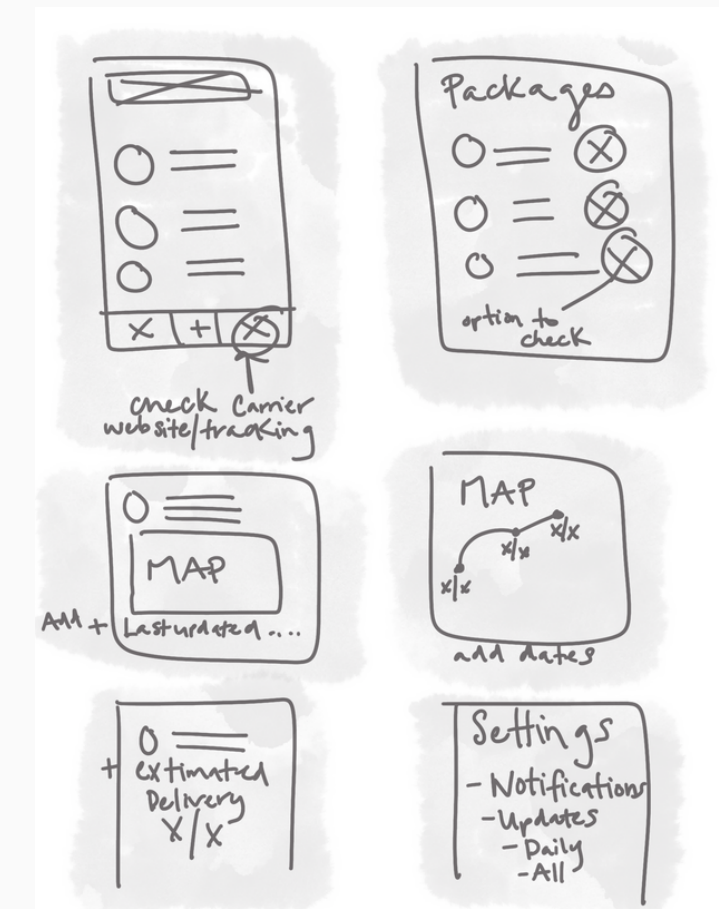 Packages
option to
check
check carrier
website/tracking
MAP
Add + Last updated ....
MAP
x/x
x/x
x/x
add dates
+ extimated
Delivery
X/X
Settings
- Notifications
- Updates
- Daily
- All